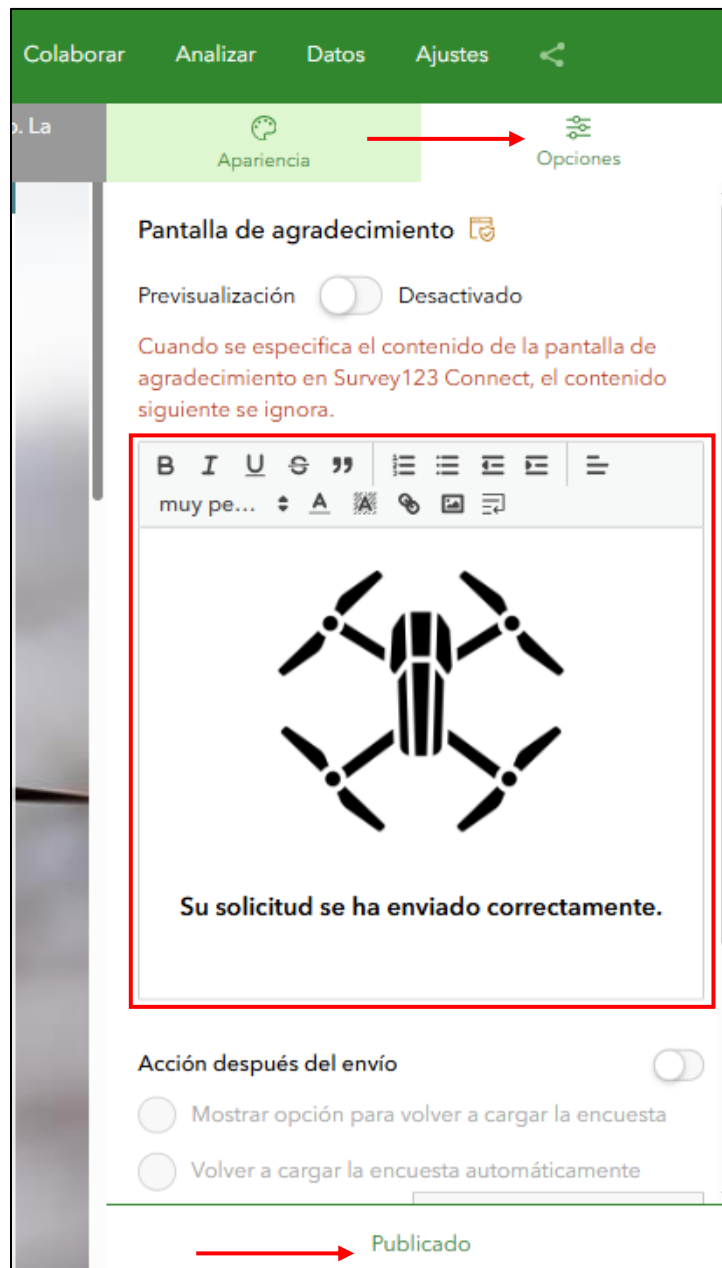 Colaborar Analizar Datos Ajustes
o. La
Apariencia Opciones
Pantalla de agradecimiento
Previsualización Desactivado
Cuando se especifica el contenido de la pantalla de
agradecimiento en Survey123 Connect, el contenido
siguiente se ignora.
B I U S
muy pe... A A
Su solicitud se ha enviado correctamente.
Acción después del envío
Mostrar opción para volver a cargar la encuesta
Volver a cargar la encuesta automáticamente
Publicado